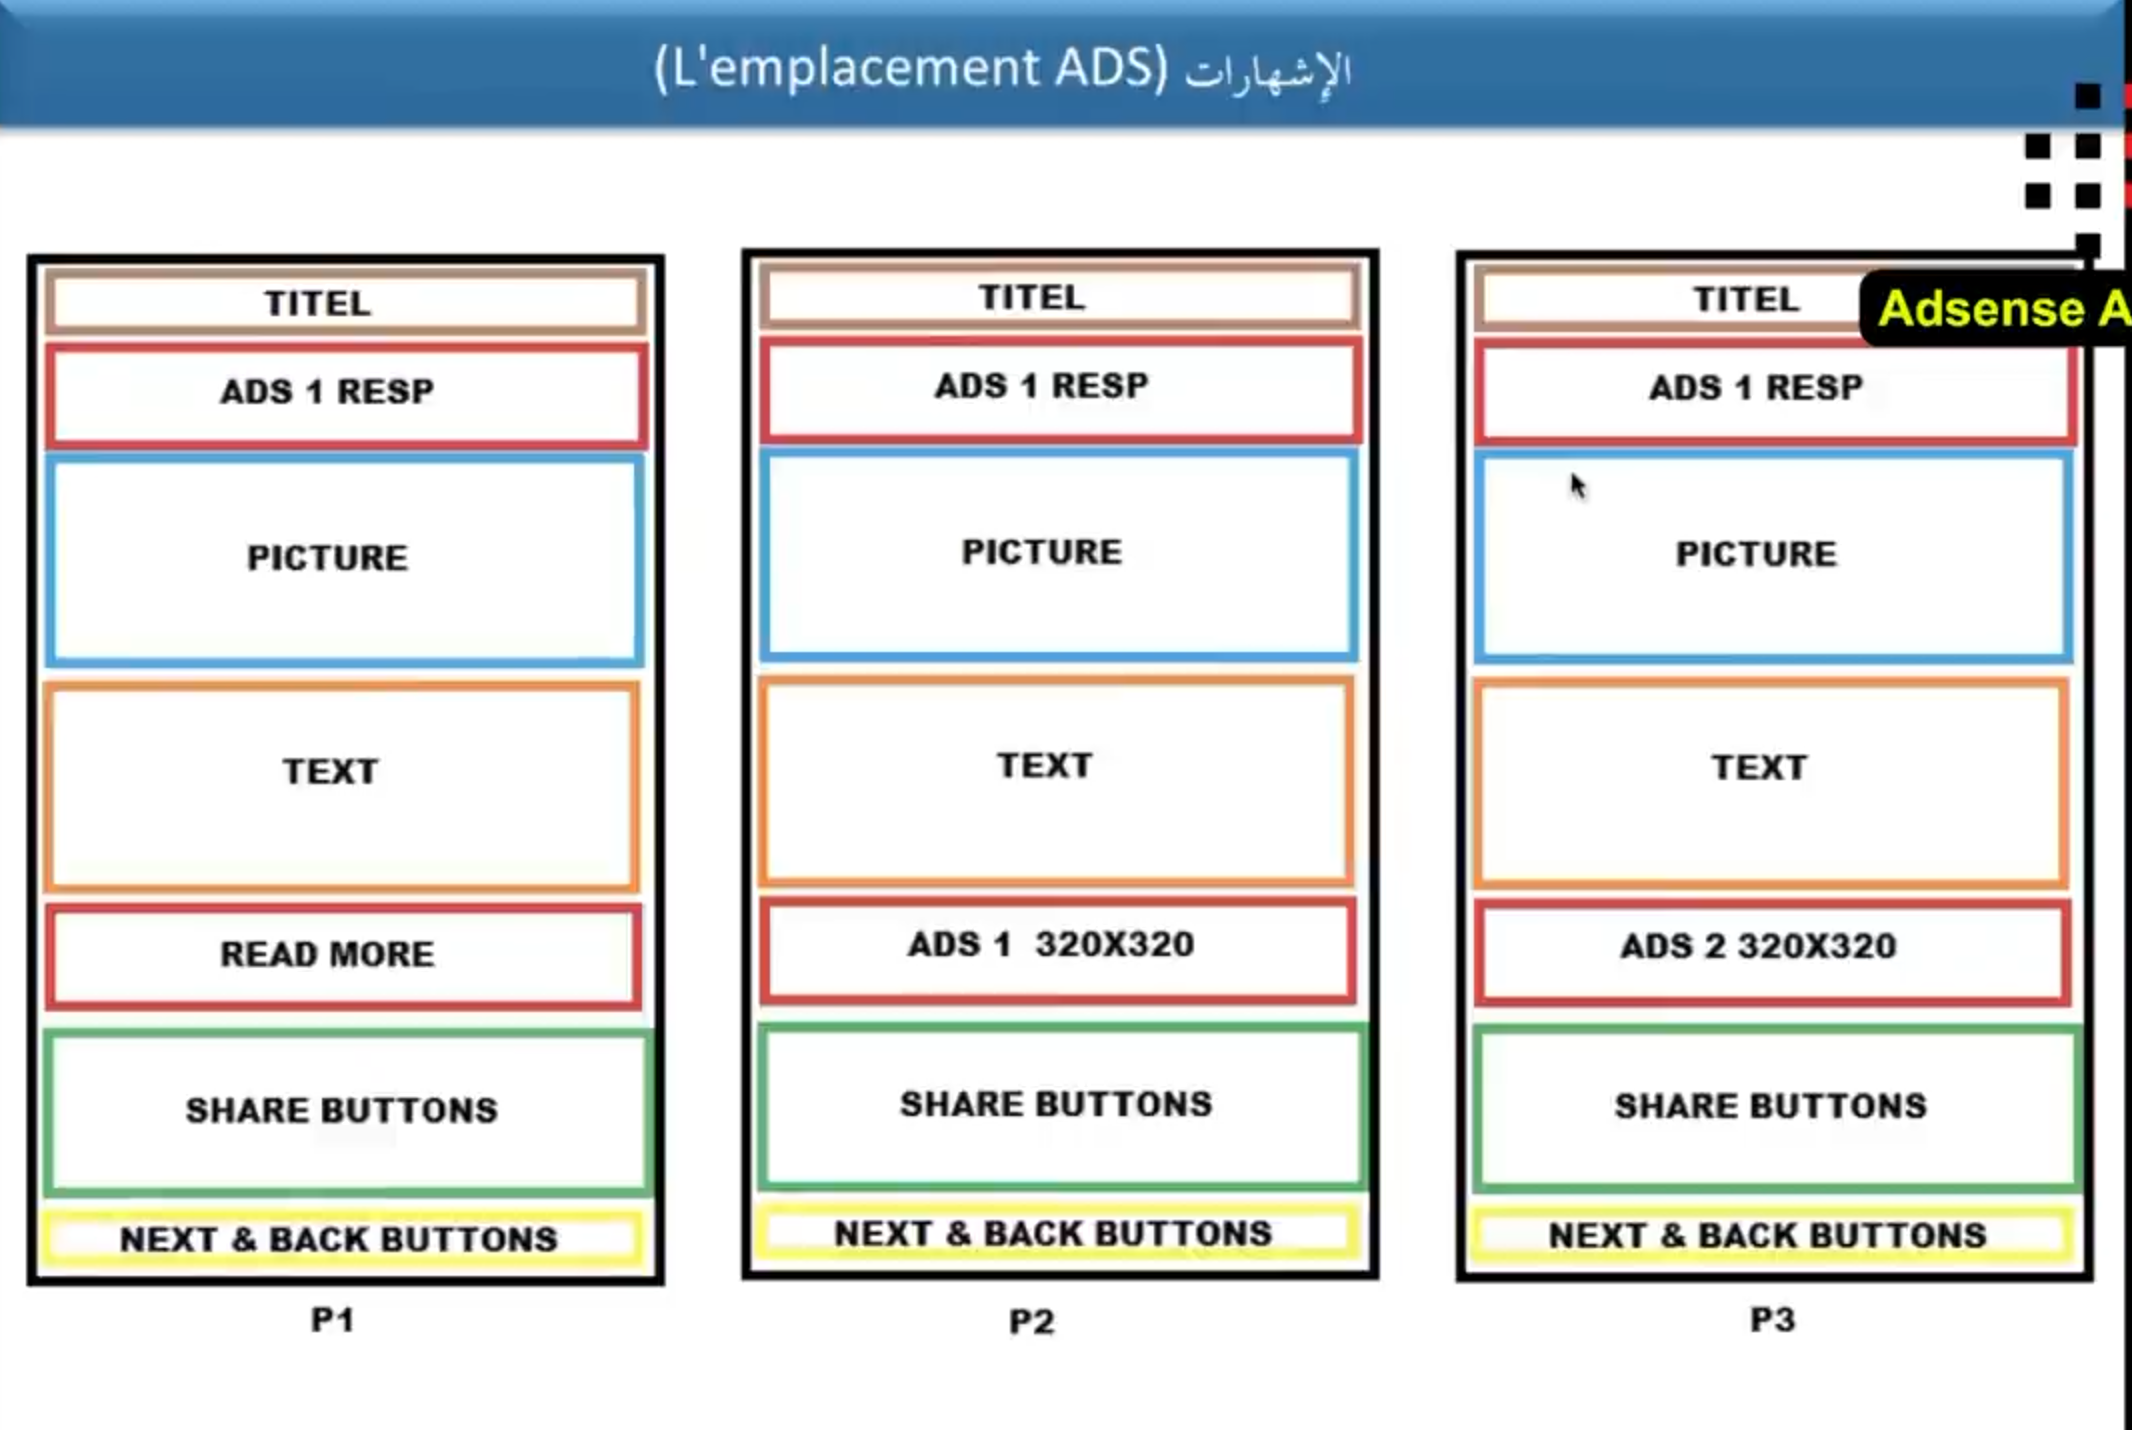 الإشهارات (L'emplacement ADS)
TITEL
ADS 1 RESP
PICTURE
TEXT
READ MORE
SHARE BUTTONS
NEXT & BACK BUTTONS
P1
TITEL
ADS 1 RESP
PICTURE
TEXT
ADS 1 320X320
SHARE BUTTONS
NEXT & BACK BUTTONS
P2
TITEL
Adsense A
ADS 1 RESP
PICTURE
TEXT
ADS 2 320X320
SHARE BUTTONS
NEXT & BACK BUTTONS
P3